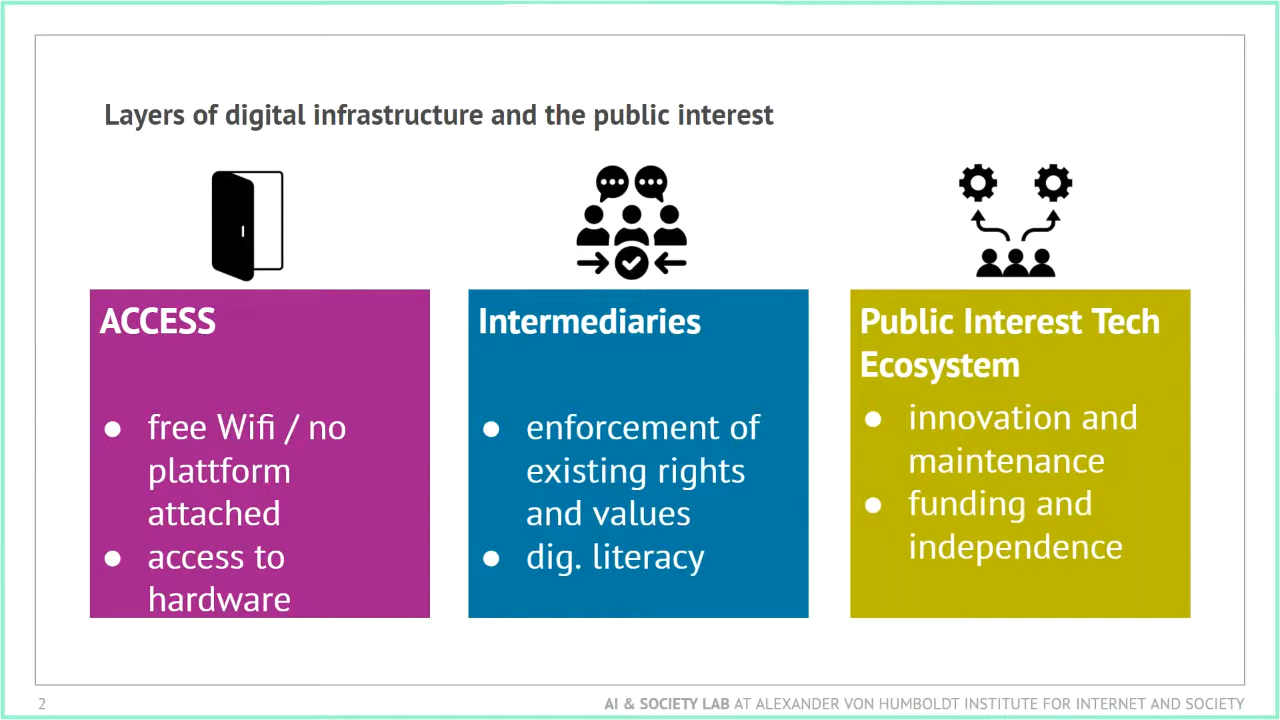 Layers of digital infrastructure and the public interest
ACCESS
● free Wifi / no
plattform
attached
● access to
hardware
Intermediaries
● enforcement of
existing rights
and values
● dig. literacy
Public Interest Tech
Ecosystem
● innovation and
maintenance
● funding and
independence
2
AI & SOCIETY LAB AT ALEXANDER VON HUMBOLDT INSTITUTE FOR INTERNET AND SOCIETY